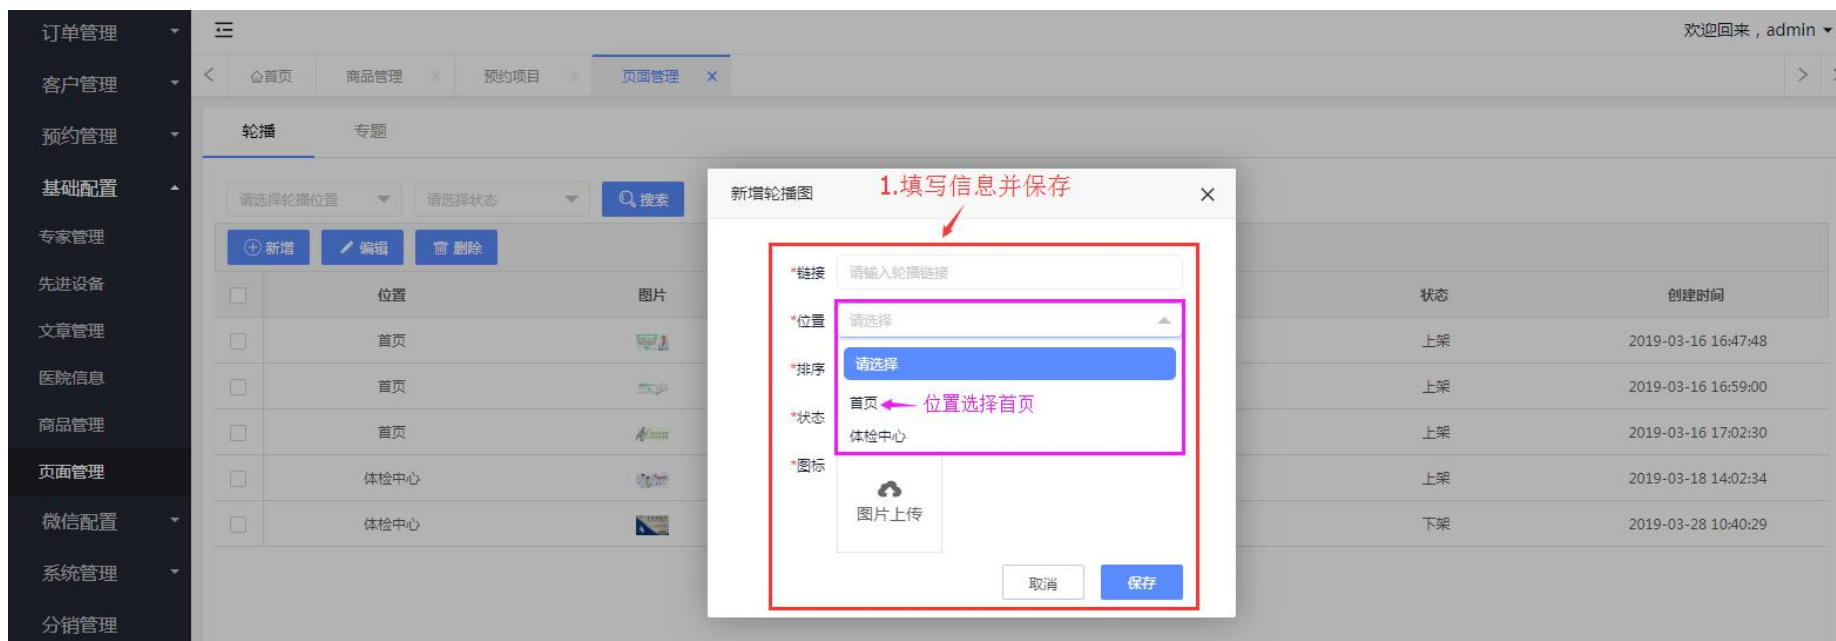 订单管理
欢迎回来，admin
客户管理
首页 商品管理 预约项目 页面管理
预约管理
轮播 专题
基础配置
请选择轮播位置 请选择状态 搜索
新增轮播图 1.填写信息并保存
专家管理
新增 编辑 删除
*链接 请输入轮播链接
先进设备
位置 图片 状态 创建时间
*位置 请选择
文章管理
首页 上架 2019-03-16 16:47:48
*排序 请选择
医院信息
首页 上架 2019-03-16 16:59:00
首页 位置选择首页
*状态
商品管理
首页 上架 2019-03-16 17:02:30
体检中心
*图标
页面管理
体检中心 上架 2019-03-18 14:02:34
图片上传
微信配置
体检中心 下架 2019-03-28 10:40:29
系统管理
取消 保存
分销管理